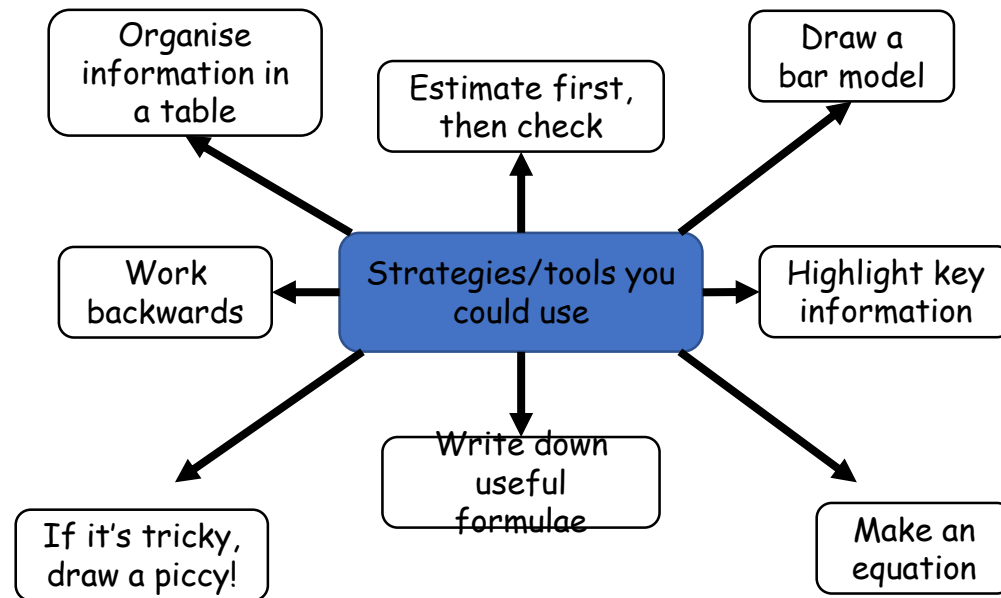 Organise
information in
a table
Estimate first,
then check
Draw a
bar model
Work
backwards
Strategies/tools you
could use
Highlight key
information
If it's tricky,
draw a piccy!
Write down
useful
formulae
Make an
equation